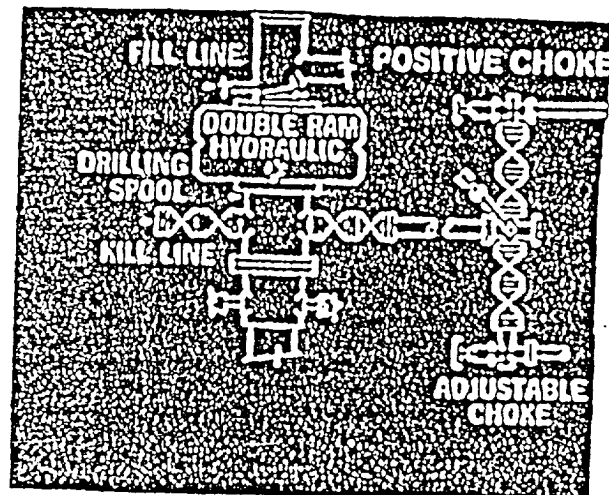 FILL LINE
POSITIVE CHOKE
DOUBLE RAM
HYDRAULIC
DRILLING
SPOOL
KILL LINE
ADJUSTABLE
CHOKE